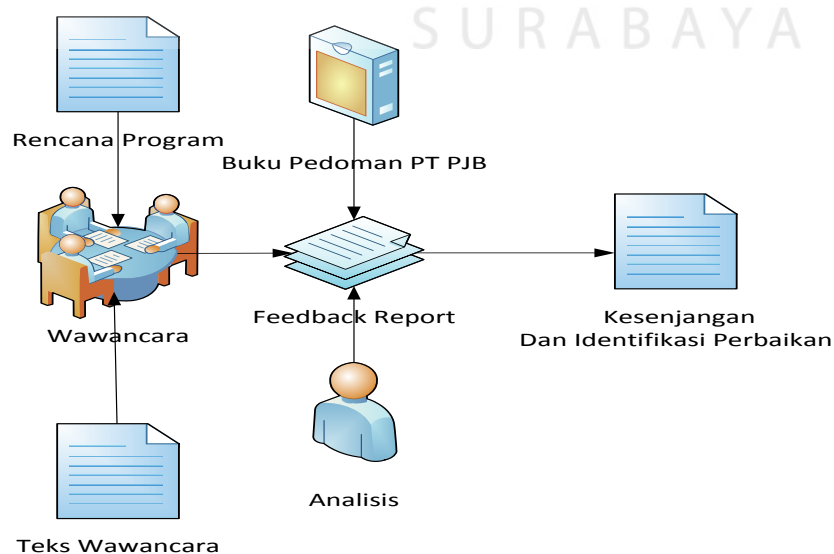 SURABAYA
Rencana Program
Buku Pedoman PT PJB
Wawancara
Feedback Report
Kesenjangan
Dan Identifikasi Perbaikan
Analisis
Teks Wawancara